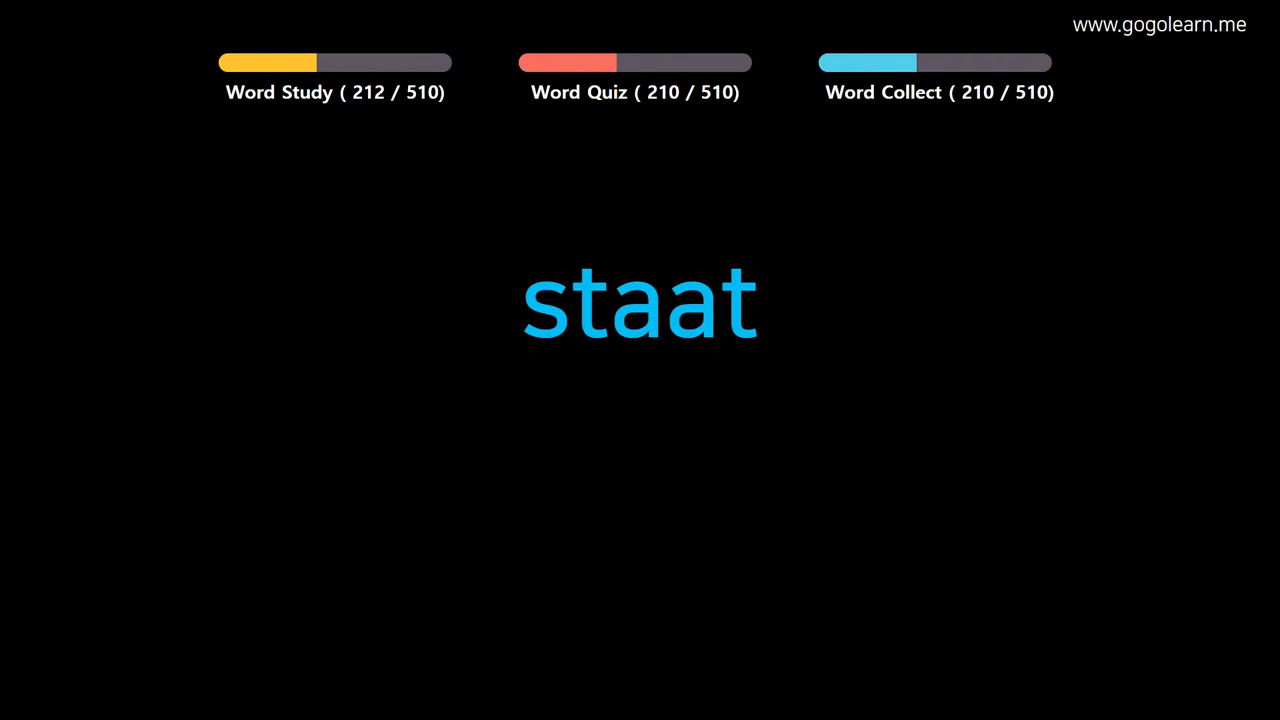 www.gogolearn.me
Word Study ( 212 / 510)
Word Quiz ( 210 / 510)
Word Collect ( 210 / 510)
staat